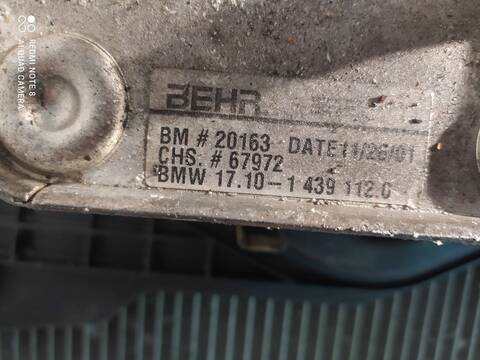 BEHR
BM # 20163 DATE 11/26/01
CHS. # 67972
BMW 17.10-1 439 112.0
REDMI NOTE 8
AI QUAD CAMERA